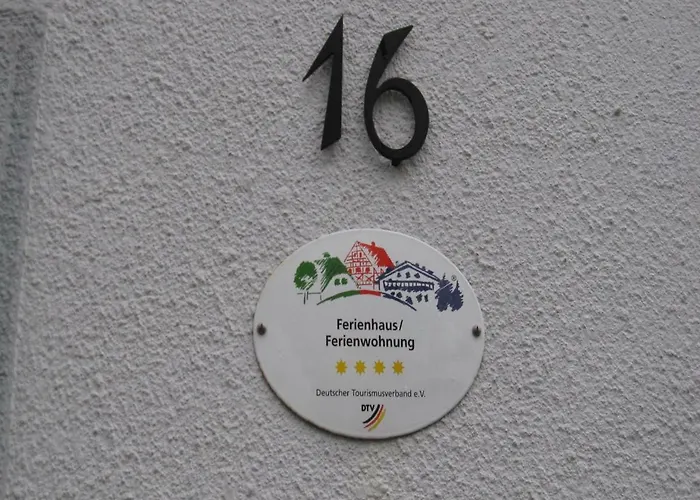 16
Ferienhaus/
Ferienwohnung
Deutscher Tourismusverband e.V.
DTV